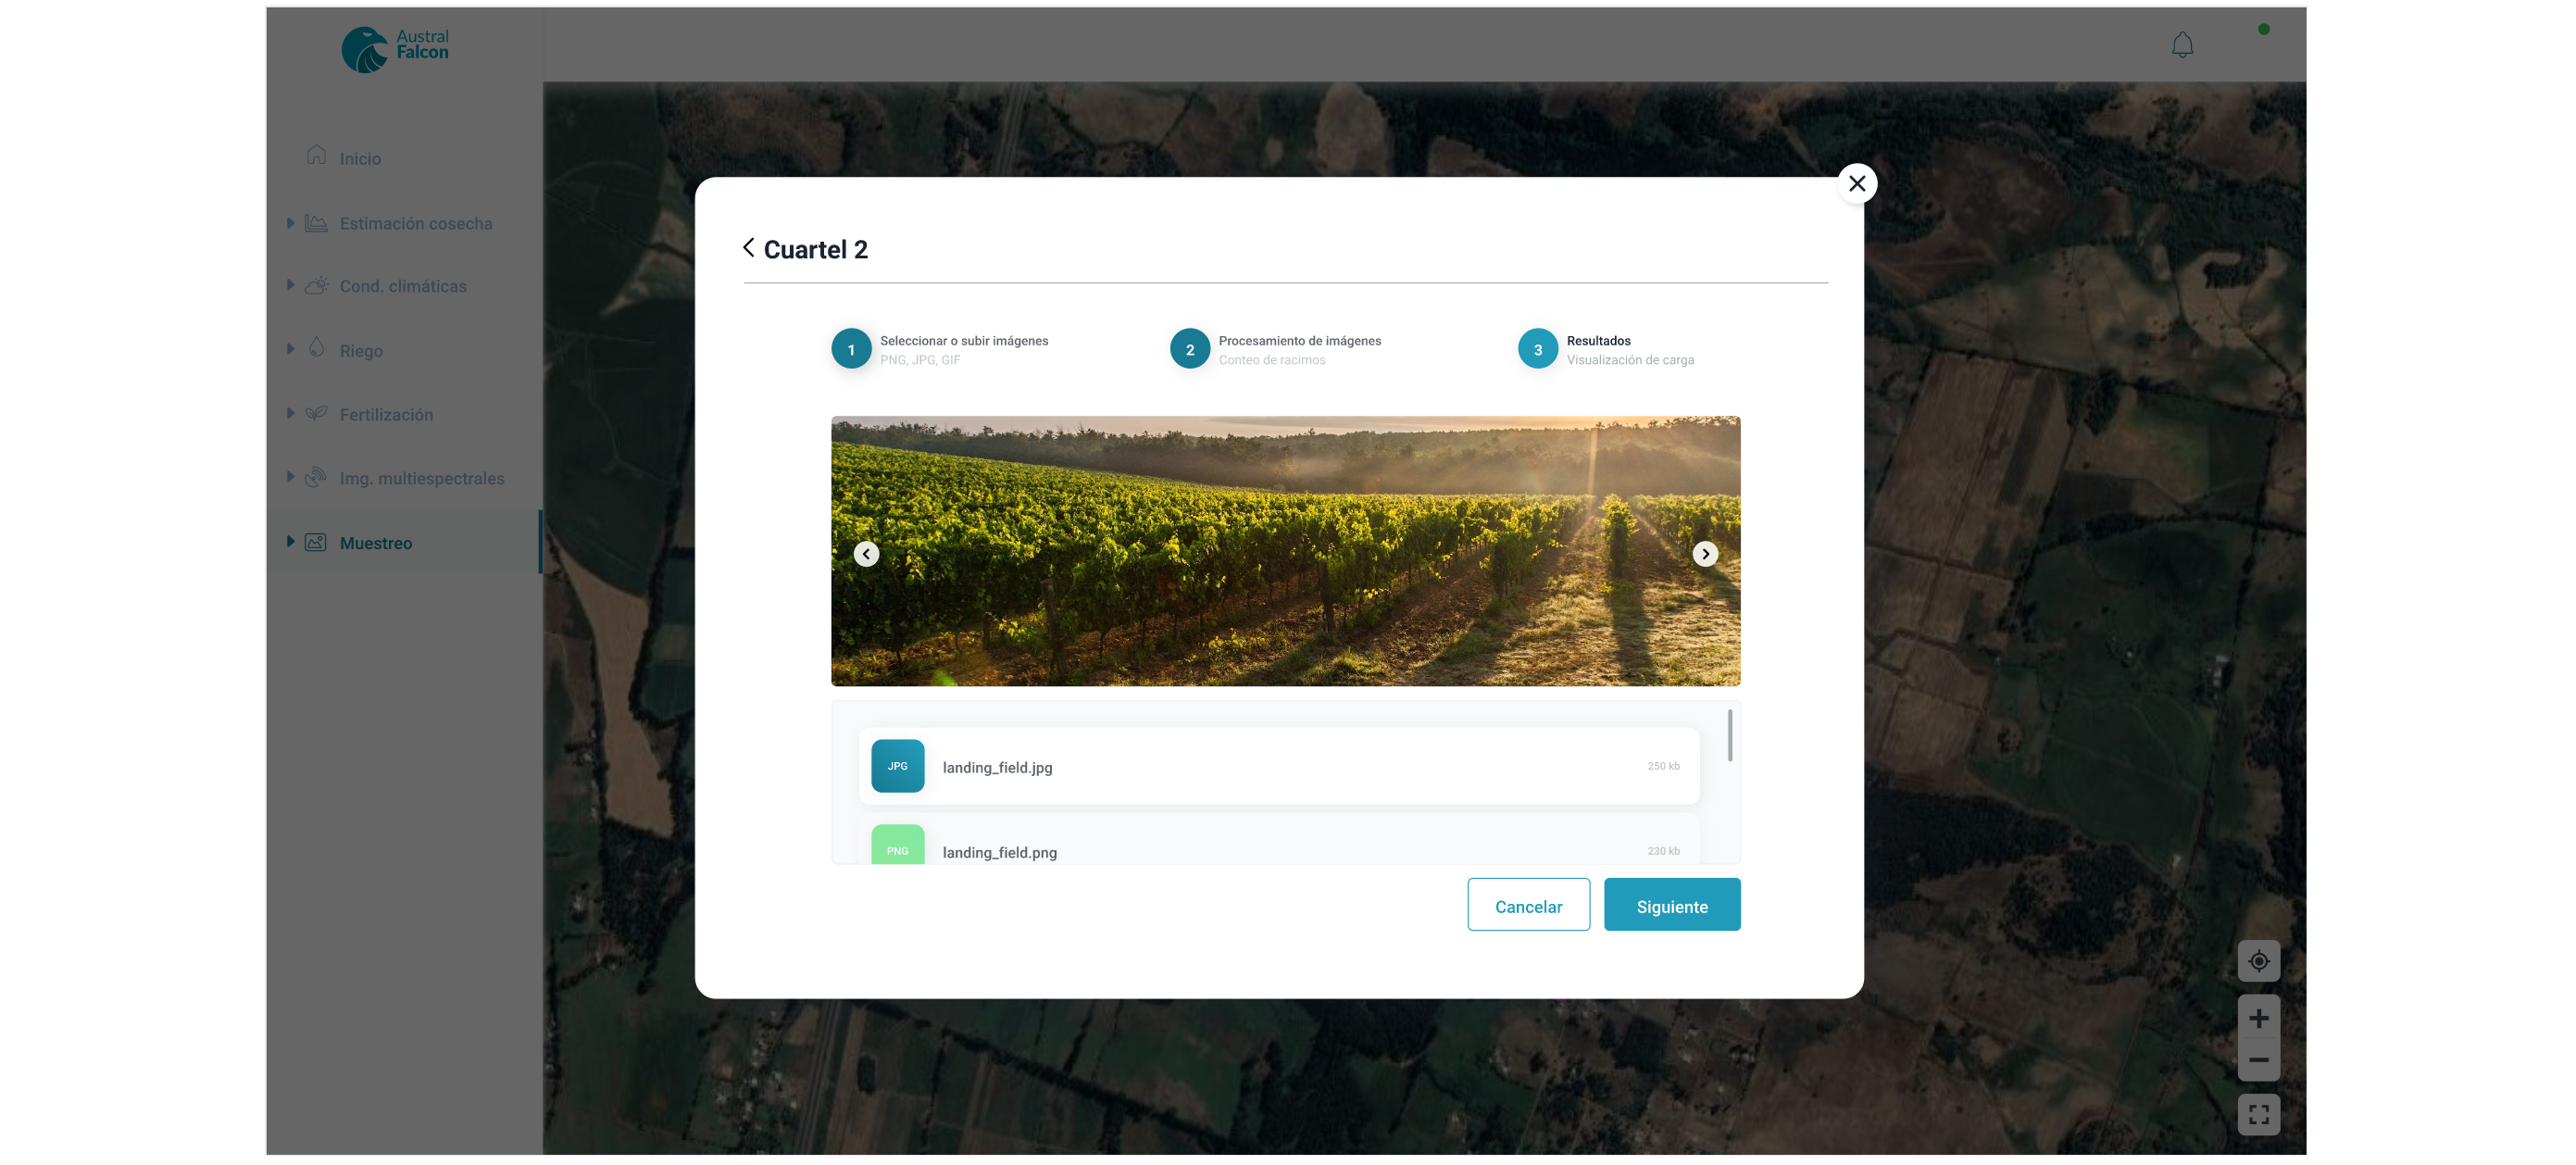 Austral
Falcon
Inicio
Estimación cosecha
Cond. climáticas
Riego
Fertilización
Img. multiespectrales
Muestreo
Cuartel 2
1
Seleccionar o subir imágenes
PNG, JPG, GIF
2
Procesamiento de imágenes
Conteo de racimos
3
Resultados
Visualización de carga
JPG
landing_field.jpg
250 kb
PNG
landing_field.png
230 kb
Cancelar
Siguiente